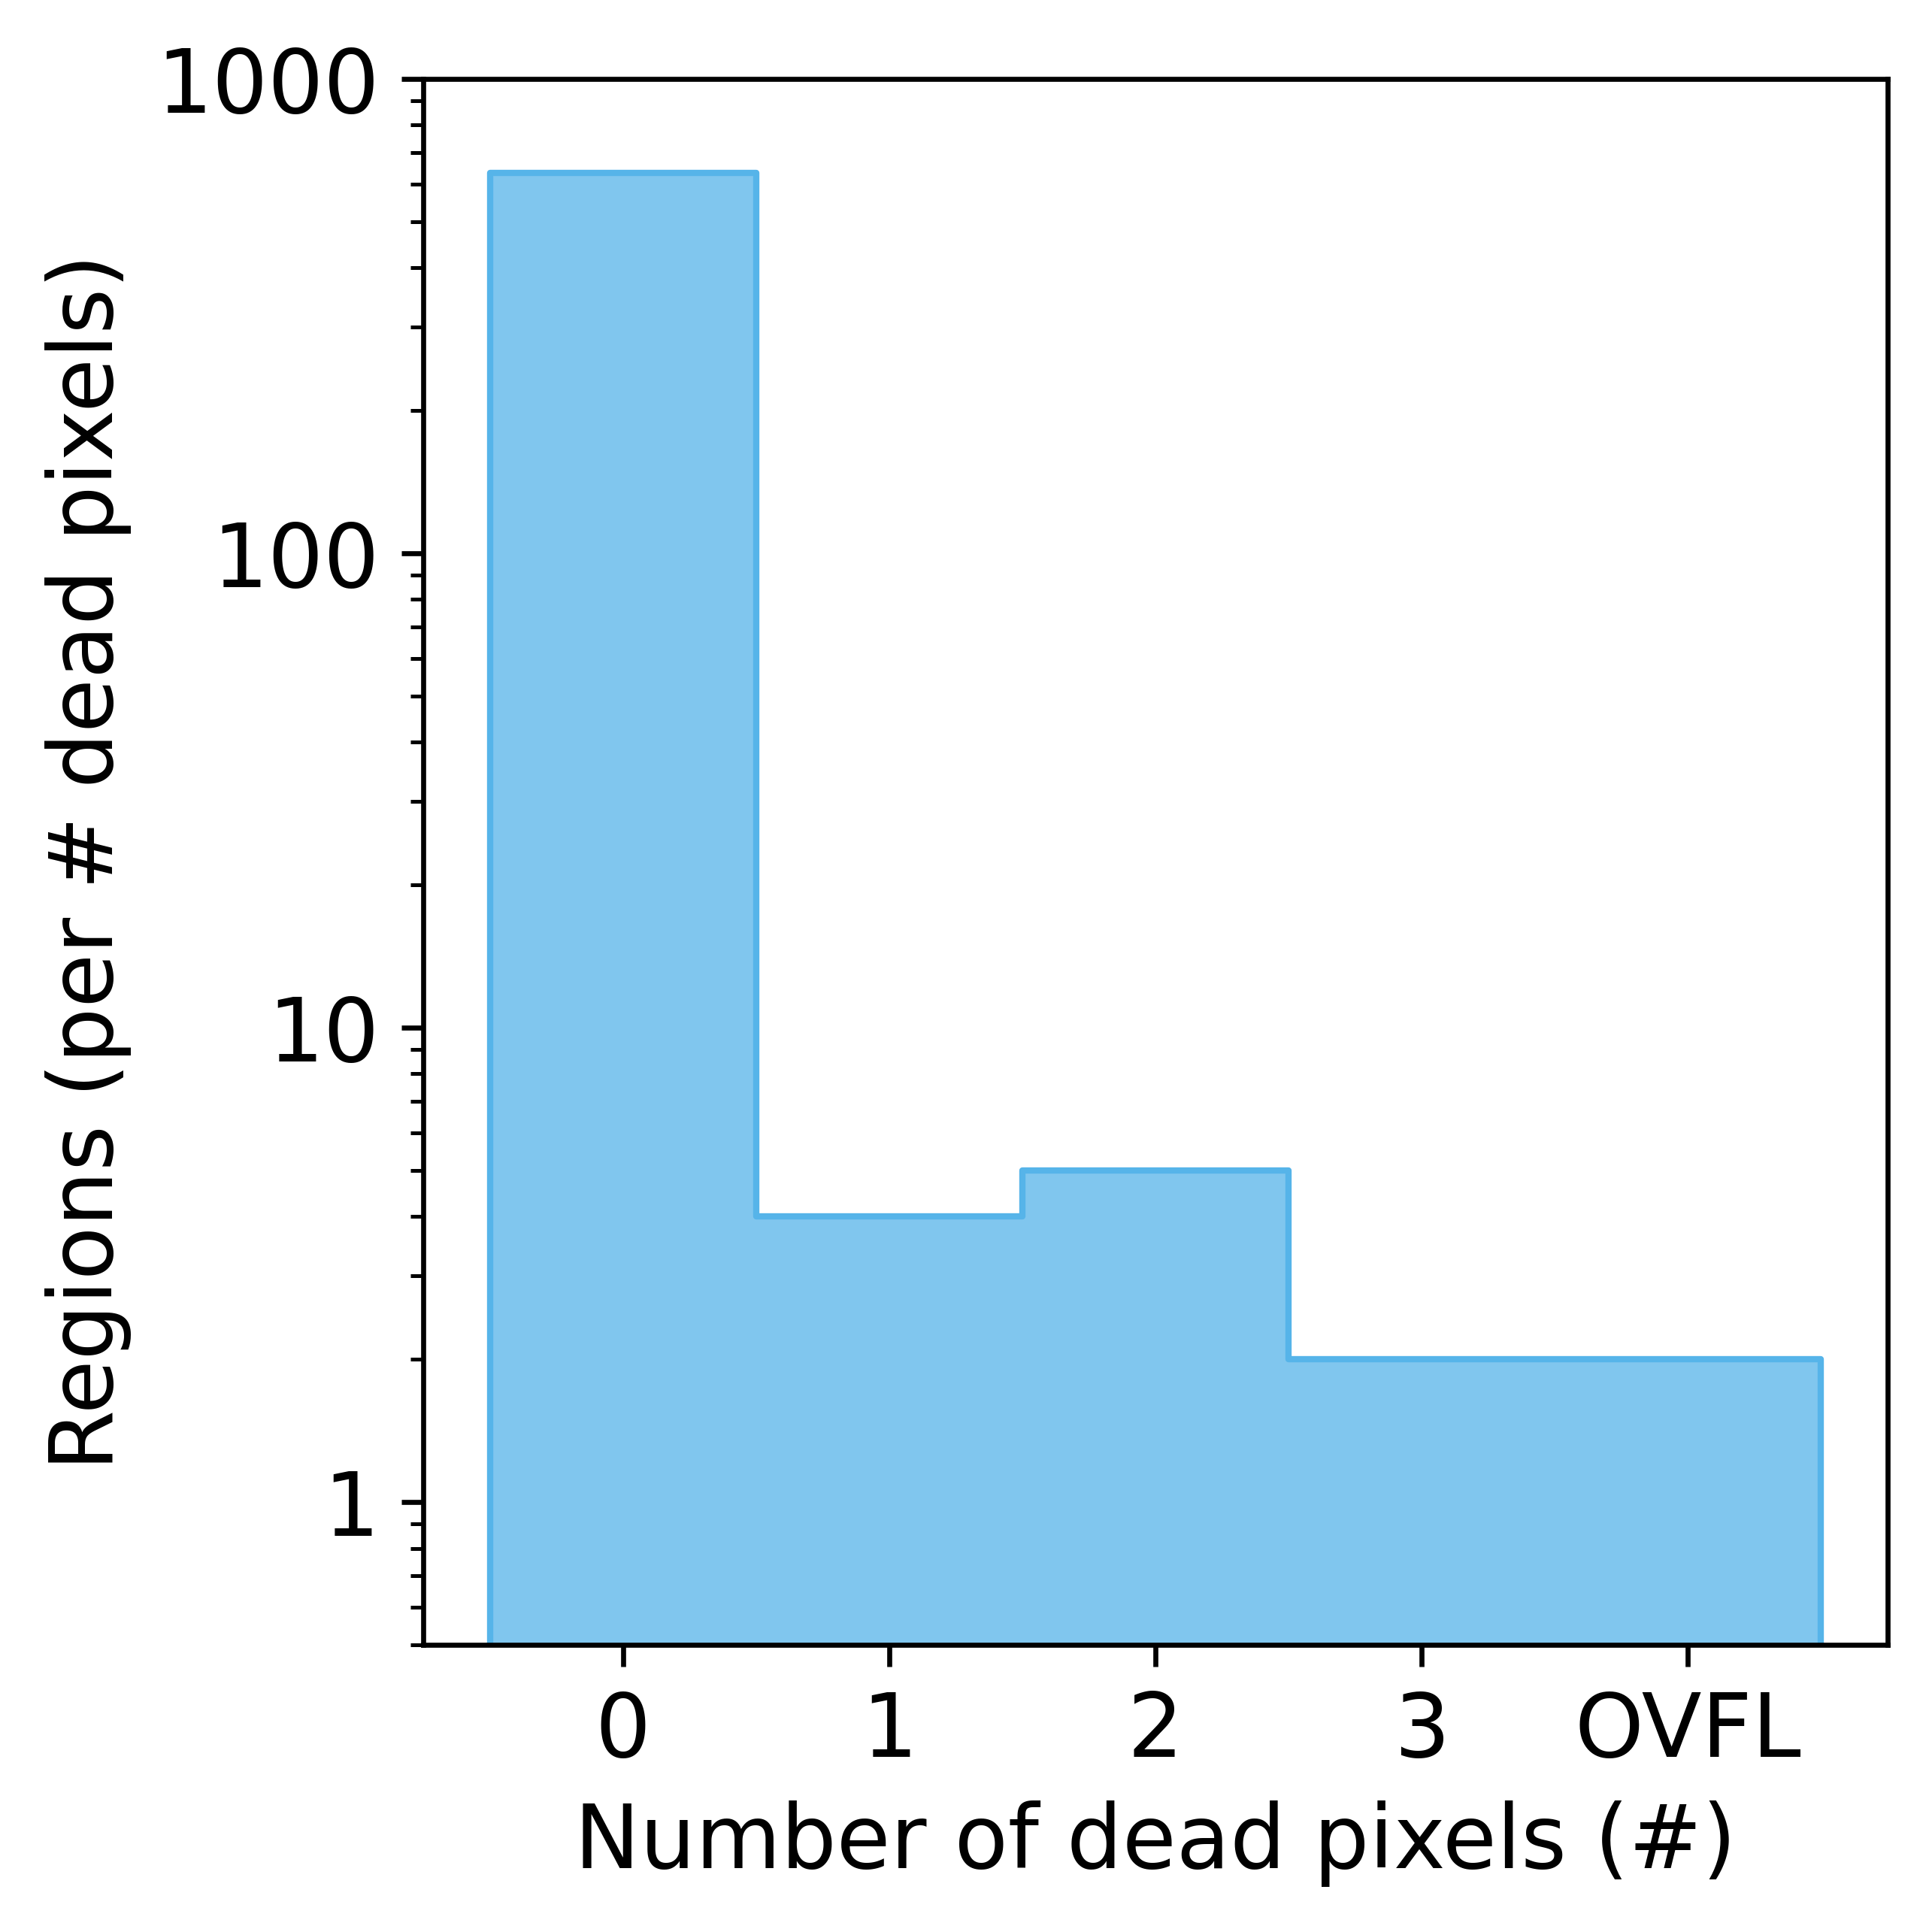 1000
100
10
1
Regions (per # dead pixels)
0 1 2 3 OVFL
Number of dead pixels (#)